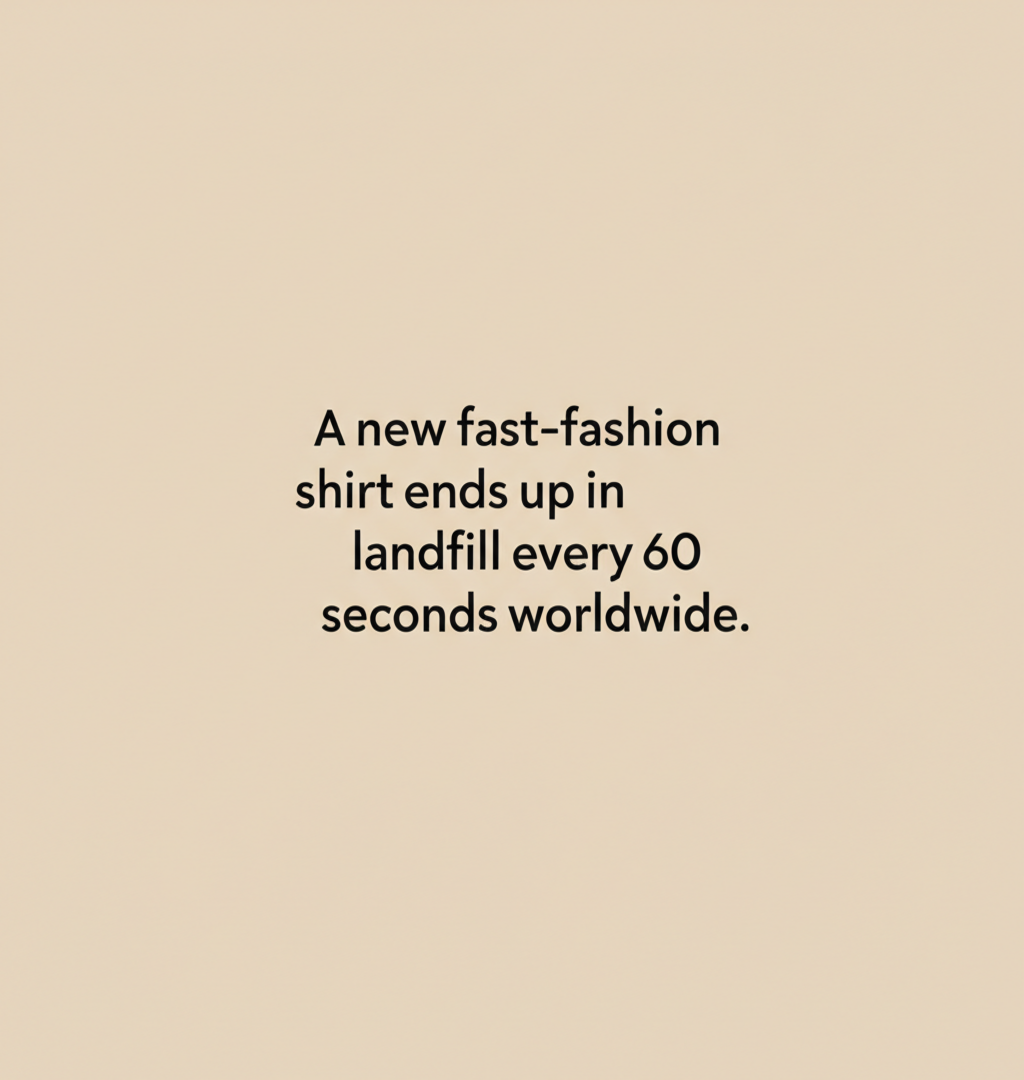 A new fast-fashion
shirt ends up in
landfill every 60
seconds worldwide.